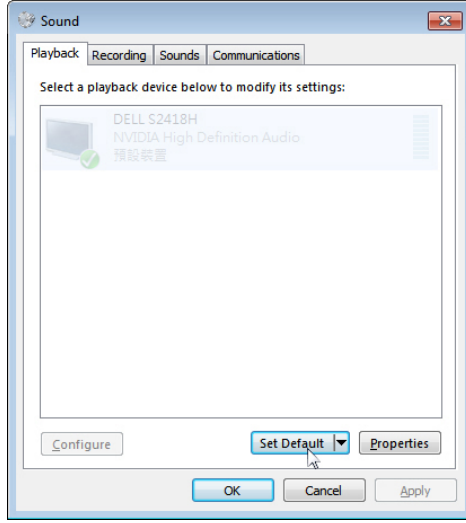 Sound
Playback Recording Sounds Communications
Select a playback device below to modify its settings:
DELL S2418H
NVIDIA High Definition Audio
預設裝置
Configure Set Default Properties
OK Cancel Apply